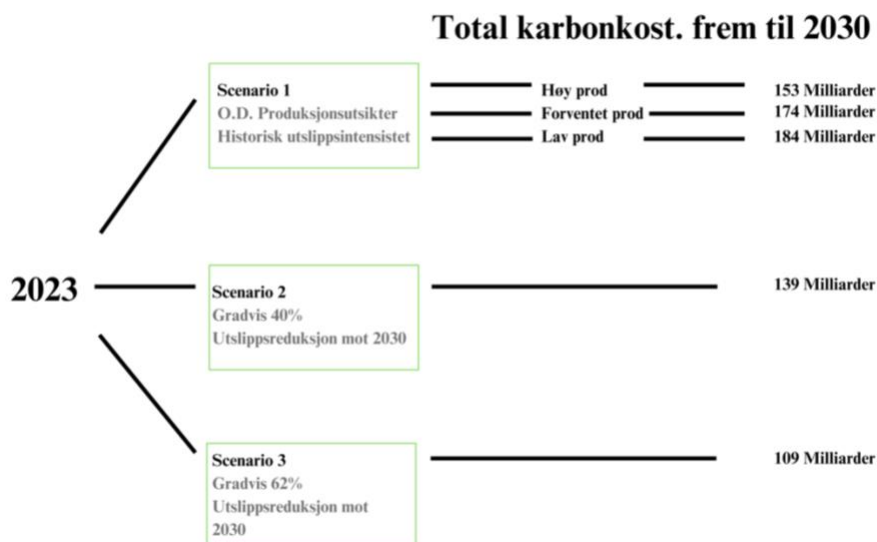 Total karbonkost. frem til 2030
Scenario 1
O.D. Produksjonsutsikter
Historisk utslippsintensistet
Høy prod
153 Milliarder
Forventet prod
174 Milliarder
Lav prod
184 Milliarder
2023
Scenario 2
Gradvis 40%
Utslippsreduksjon mot 2030
139 Milliarder
Scenario 3
Gradvis 62%
Utslippsreduksjon mot
2030
109 Milliarder